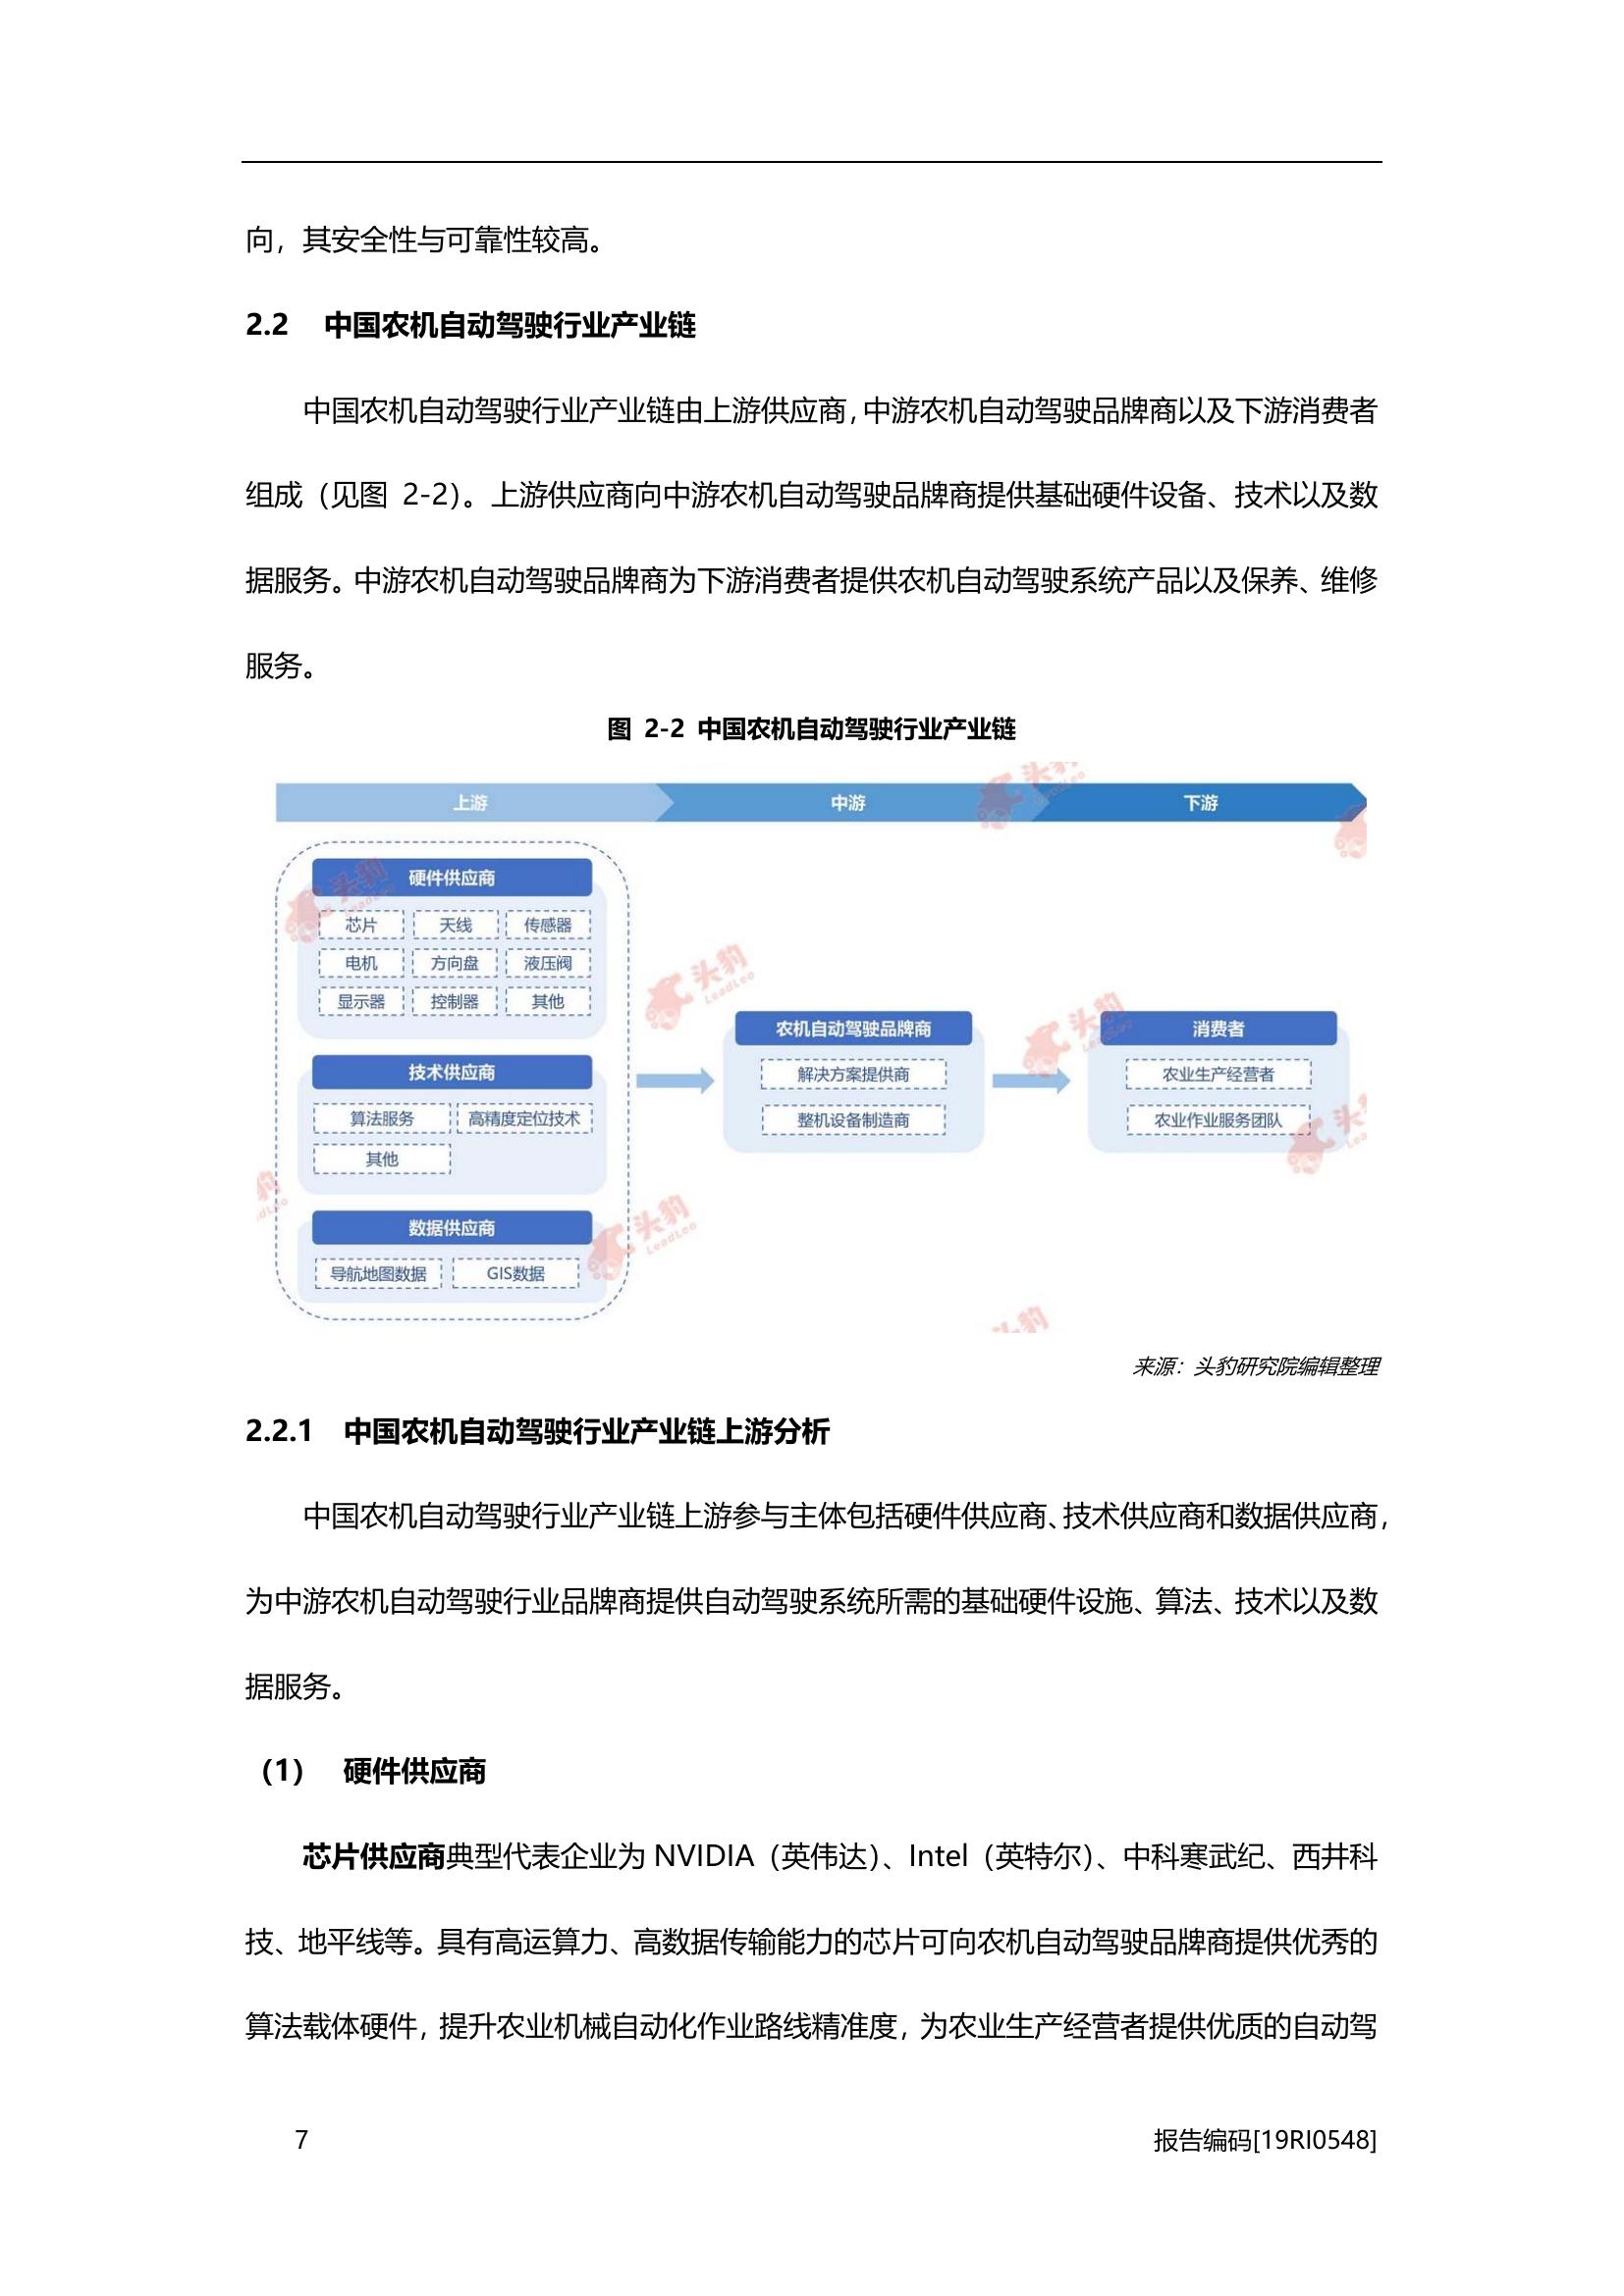 向，其安全性与可靠性较高。
2.2 中国农机自动驾驶行业产业链
中国农机自动驾驶行业产业链由上游供应商，中游农机自动驾驶品牌商以及下游消费者
组成（见图 2-2）。上游供应商向中游农机自动驾驶品牌商提供基础硬件设备、技术以及数
据服务。中游农机自动驾驶品牌商为下游消费者提供农机自动驾驶系统产品以及保养、维修
服务。
图 2-2 中国农机自动驾驶行业产业链
上游 中游 下游
硬件供应商
芯片 天线 传感器
电机 方向盘 液压阀
显示器 控制器 其他
技术供应商
算法服务 高精度定位技术
其他
数据供应商
导航地图数据 GIS数据
农机自动驾驶品牌商
解决方案提供商
整机设备制造商
消费者
农业生产经营者
农业作业服务团队
头豹
LeadLeo
来源：头豹研究院编辑整理
2.2.1 中国农机自动驾驶行业产业链上游分析
中国农机自动驾驶行业产业链上游参与主体包括硬件供应商、技术供应商和数据供应商，
为中游农机自动驾驶行业品牌商提供自动驾驶系统所需的基础硬件设施、算法、技术以及数
据服务。
（1） 硬件供应商
芯片供应商典型代表企业为 NVIDIA（英伟达）、Intel（英特尔）、中科寒武纪、西井科
技、地平线等。具有高运算力、高数据传输能力的芯片可向农机自动驾驶品牌商提供优秀的
算法载体硬件，提升农业机械自动化作业路线精准度，为农业生产经营者提供优质的自动驾
7 报告编码[19RI0548]